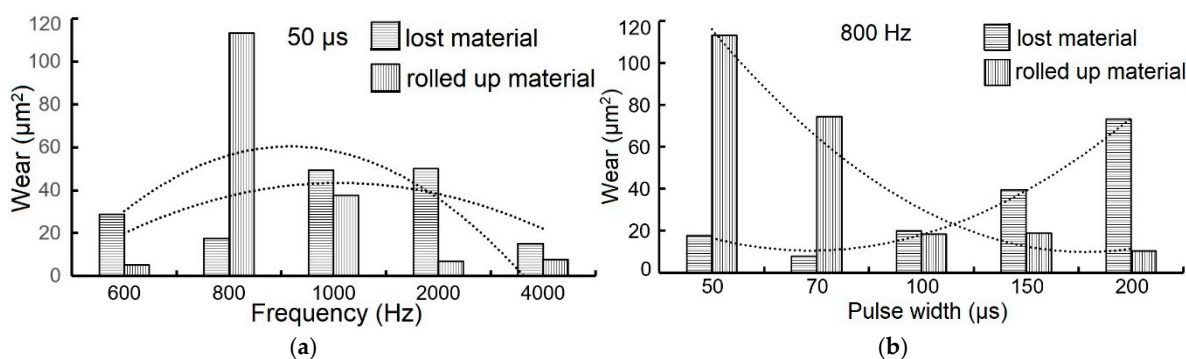 120
100
80
60
40
20
0
Wear (µm²)
50 µs
lost material
rolled up material
600 800 1000 2000 4000
Frequency (Hz)
(a)
120
100
80
60
40
20
0
Wear (µm²)
800 Hz
lost material
rolled up material
50 70 100 150 200
Pulse width (µs)
(b)